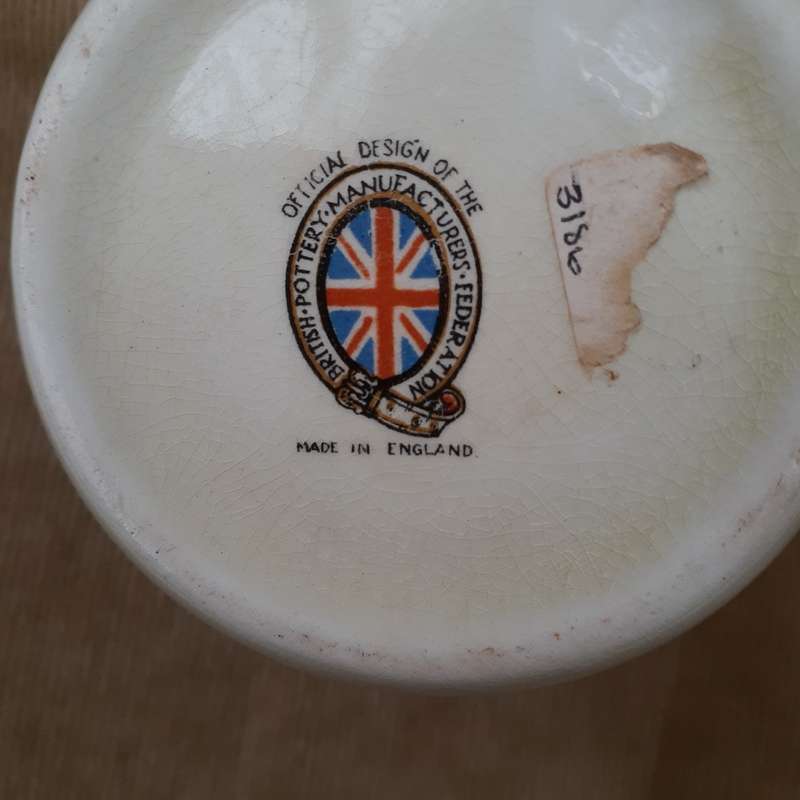 OFFICIAL DESIGN OF THE
BRITISH · POTTERY · MANUFACTURERS · FEDERATION
MADE IN ENGLAND.
3186